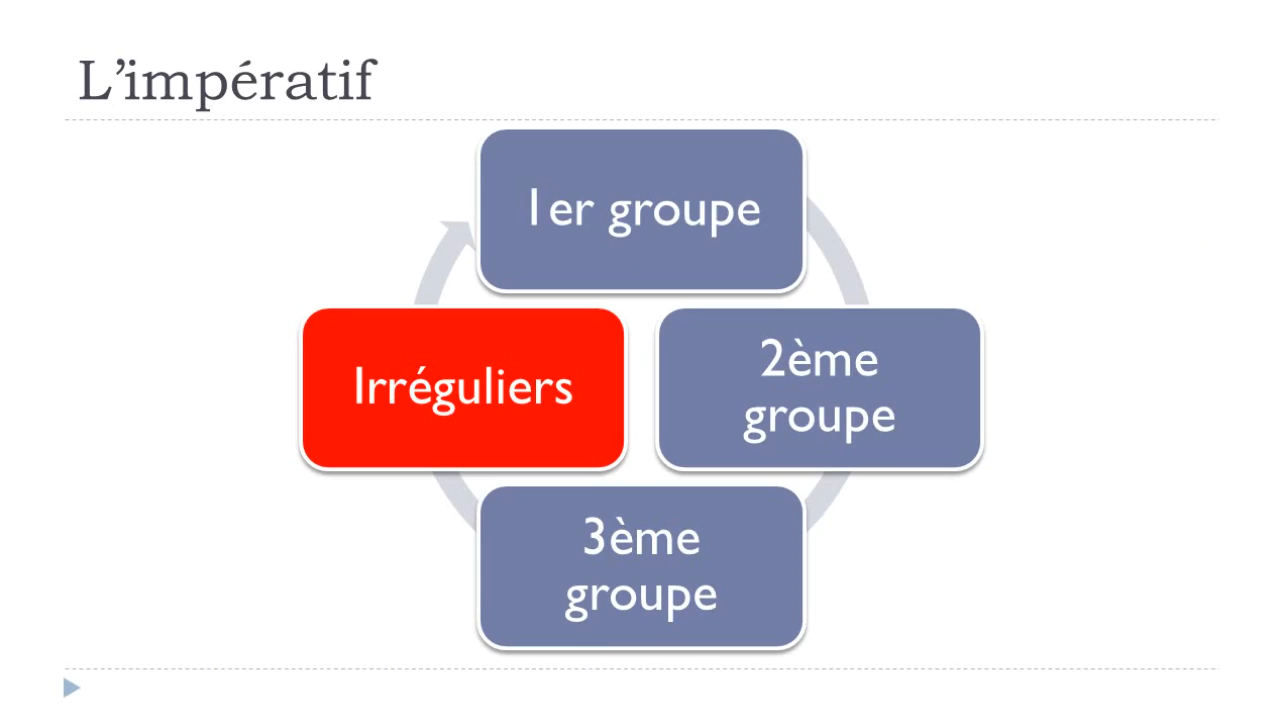 L’impératif
1er groupe
Irréguliers
2ème
groupe
3ème
groupe